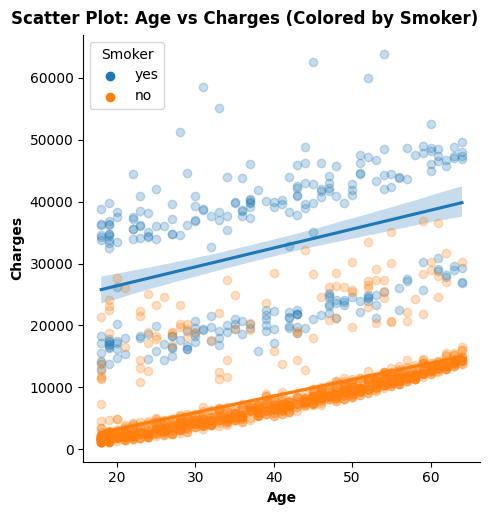 Scatter Plot: Age vs Charges (Colored by Smoker)
Smoker
yes
no
60000
50000
40000
30000
20000
10000
0
Charges
20 30 40 50 60
Age